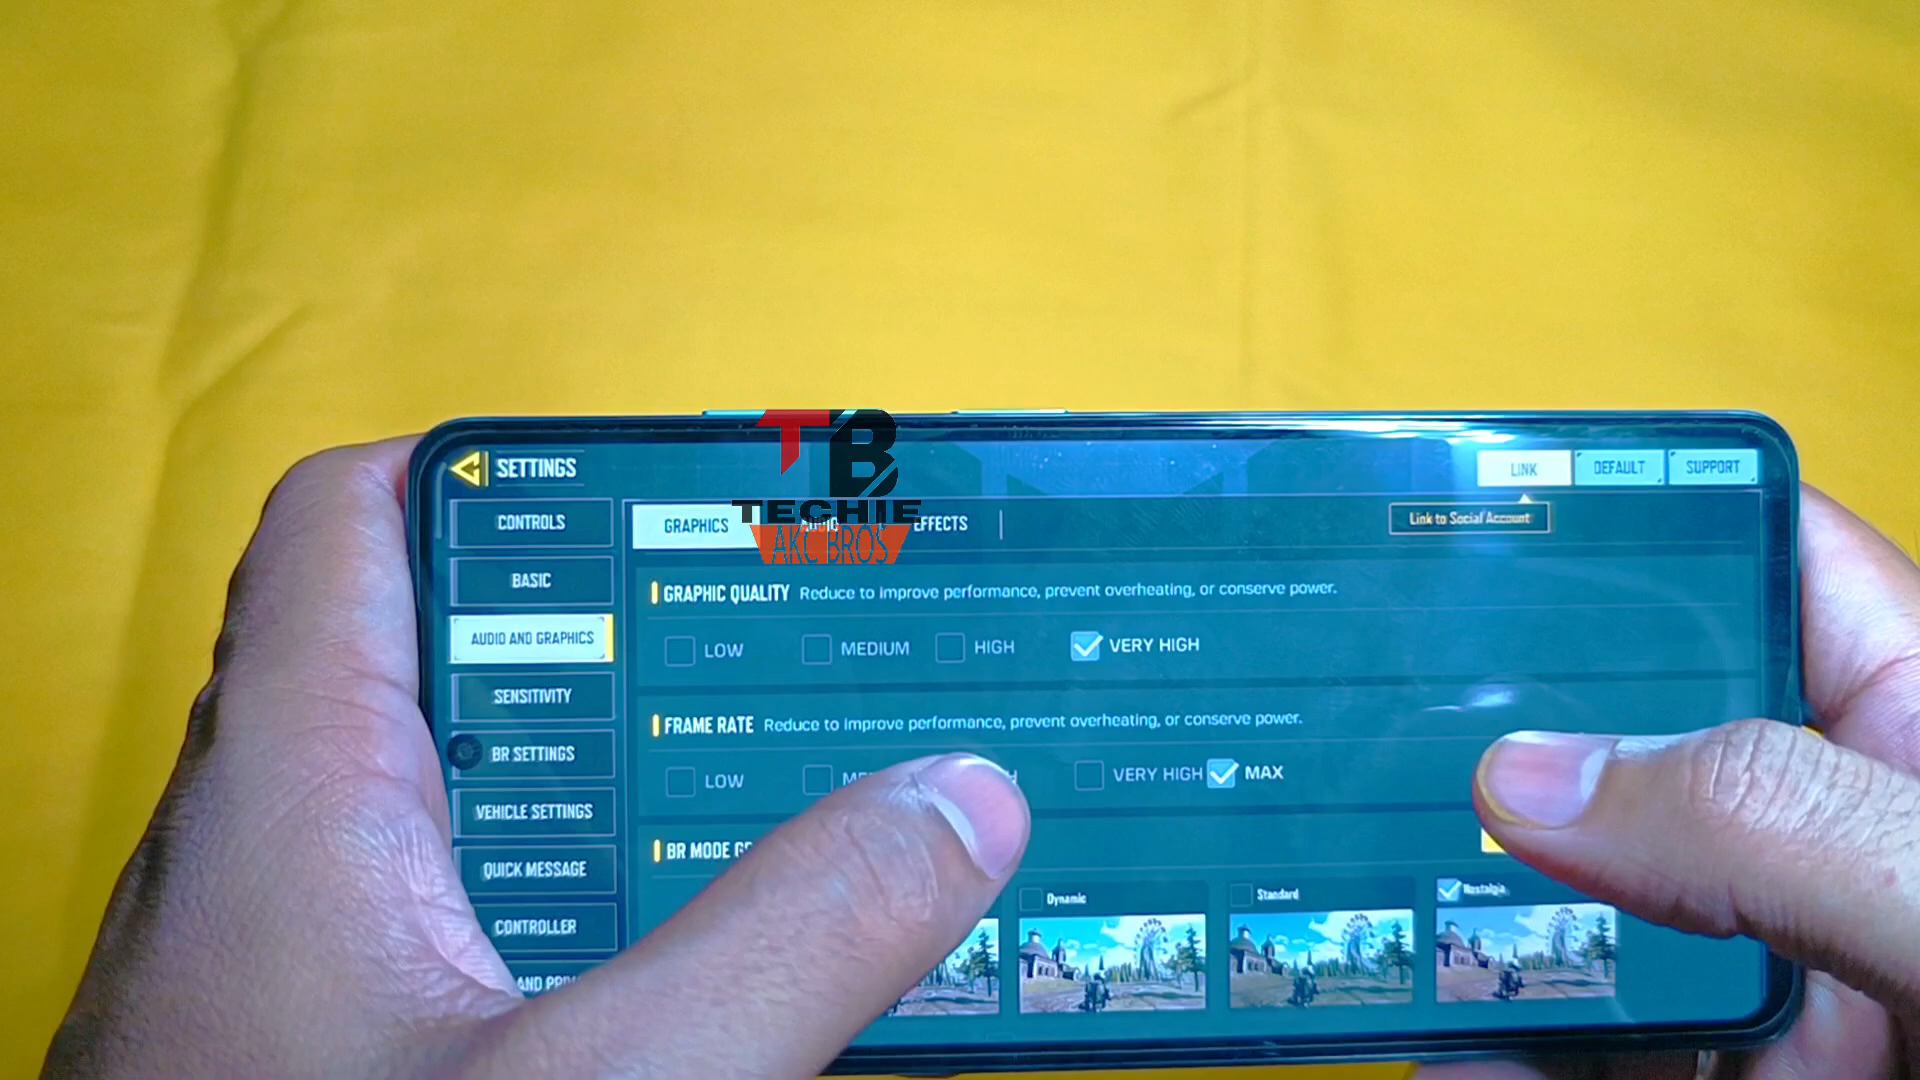 SETTINGS
LINK
DEFAULT
SUPPORT
TB
TECHIE
AKC BROS
CONTROLS
GRAPHICS
AUDIO
EFFECTS
Link to Social Account
BASIC
GRAPHIC QUALITY Reduce to improve performance, prevent overheating, or conserve power.
AUDIO AND GRAPHICS
LOW
MEDIUM
HIGH
VERY HIGH
SENSITIVITY
FRAME RATE Reduce to improve performance, prevent overheating, or conserve power.
BR SETTINGS
LOW
VERY HIGH
MAX
VEHICLE SETTINGS
BR MODE
QUICK MESSAGE
Dynamic
Standard
Nostalgia
CONTROLLER
AND